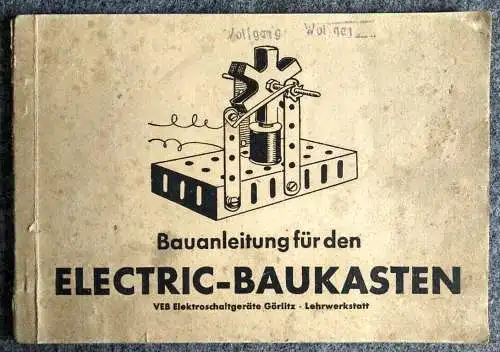 Wolfgang
Bauanleitung für den
ELECTRIC-BAUKASTEN
VEB Elektroschaltgeräte Görlitz - Lehrwerkstatt